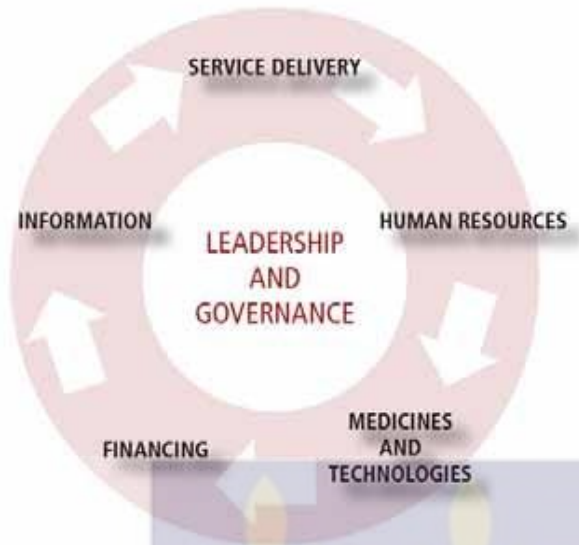 SERVICE DELIVERY
HUMAN RESOURCES
MEDICINES
AND
TECHNOLOGIES
FINANCING
INFORMATION
LEADERSHIP
AND
GOVERNANCE